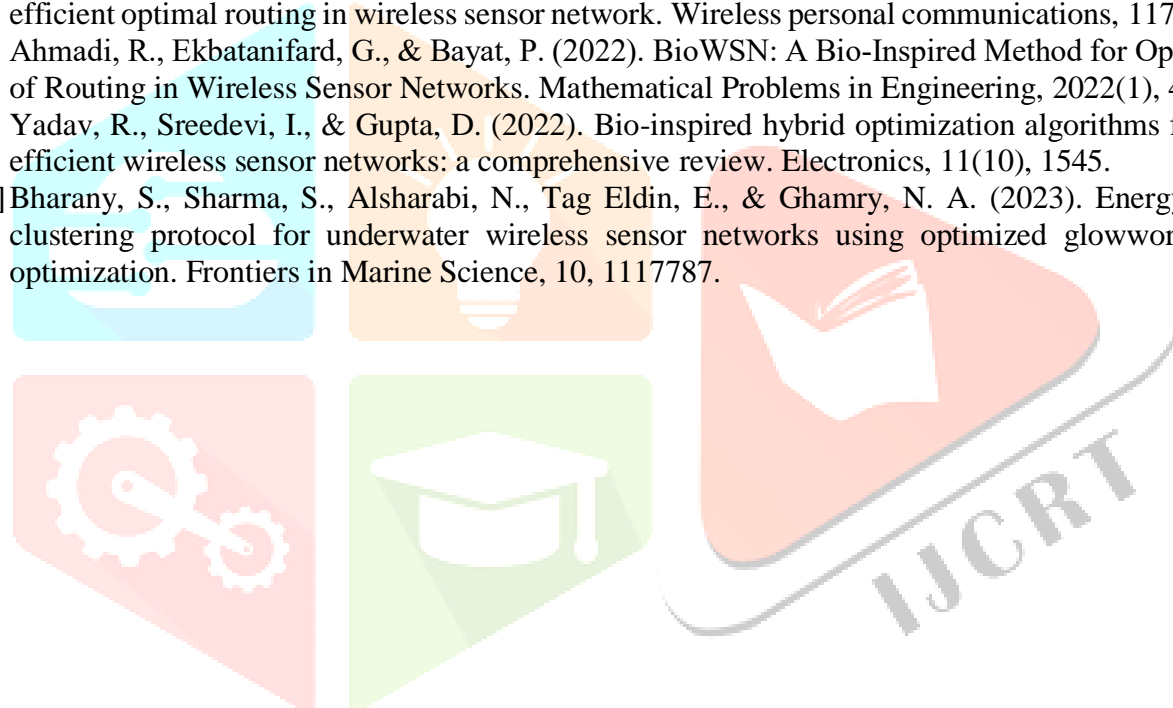 efficient optimal routing in wireless sensor network. Wireless personal communications, 117
Ahmadi, R., Ekbatanifard, G., & Bayat, P. (2022). BioWSN: A Bio-Inspired Method for Op
of Routing in Wireless Sensor Networks. Mathematical Problems in Engineering, 2022(1), 4
Yadav, R., Sreedevi, I., & Gupta, D. (2022). Bio-inspired hybrid optimization algorithms f
efficient wireless sensor networks: a comprehensive review. Electronics, 11(10), 1545.
]Bharany, S., Sharma, S., Alsharabi, N., Tag Eldin, E., & Ghamry, N. A. (2023). Energy
clustering protocol for underwater wireless sensor networks using optimized glowwor
optimization. Frontiers in Marine Science, 10, 1117787.
IJCRT